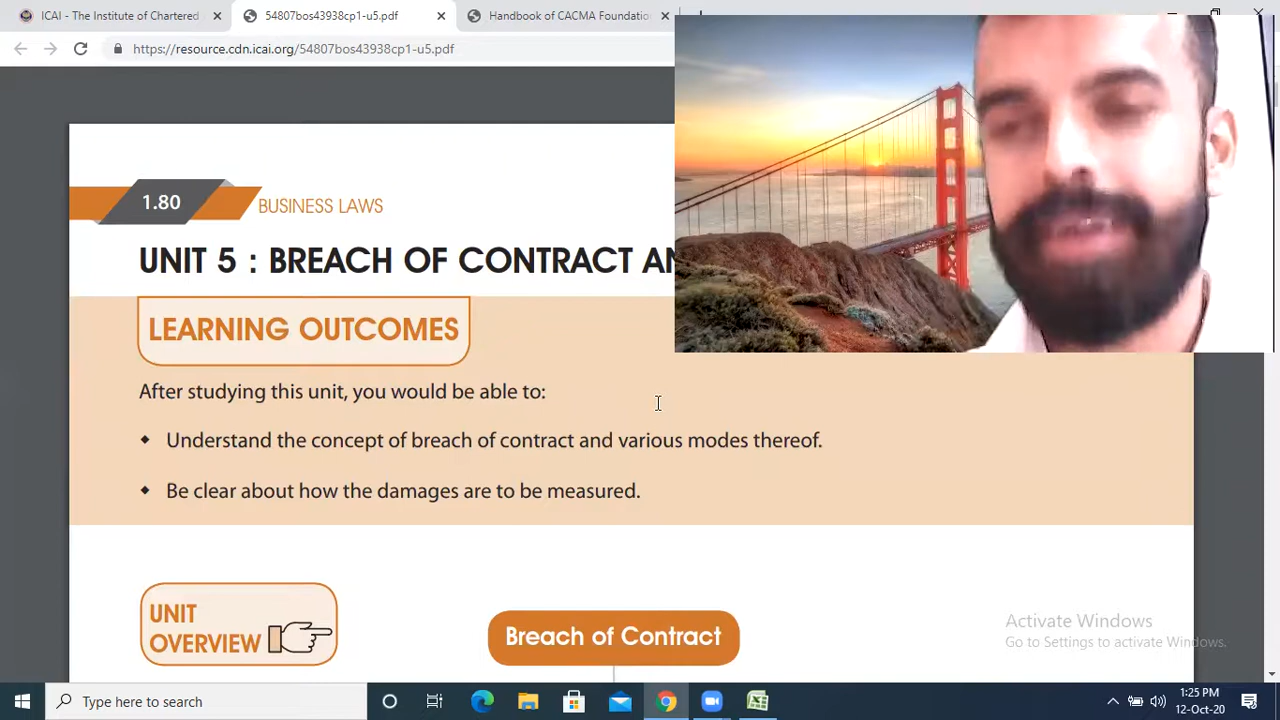 ICAI - The Institute of Chartered
54807bos43938cp1-u5.pdf
Handbook of CACMA Foundatio
https://resource.cdn.icai.org/54807bos43938cp1-u5.pdf
1.80
BUSINESS LAWS
UNIT 5 : BREACH OF CONTRACT AN
LEARNING OUTCOMES
After studying this unit, you would be able to:
Understand the concept of breach of contract and various modes thereof.
Be clear about how the damages are to be measured.
UNIT
OVERVIEW
Breach of Contract
Activate Windows
Go to Settings to activate Windows.
Type here to search
1:25 PM
12-Oct-20